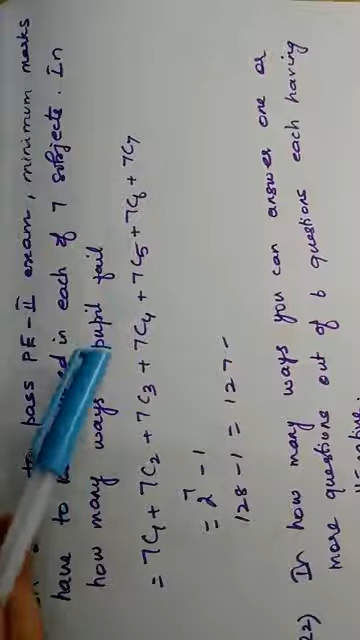 to pass PE-II exam, minimum marks
have to in each of 7 subjects. In
how many ways pupil fail
= 7C1 + 7C2 + 7C3 + 7C4 + 7C5 + 7C6 + 7C7
= 2^7 - 1
128 - 1 = 127.
22) In how many ways you can answer one or
more questions out of 6 questions each having